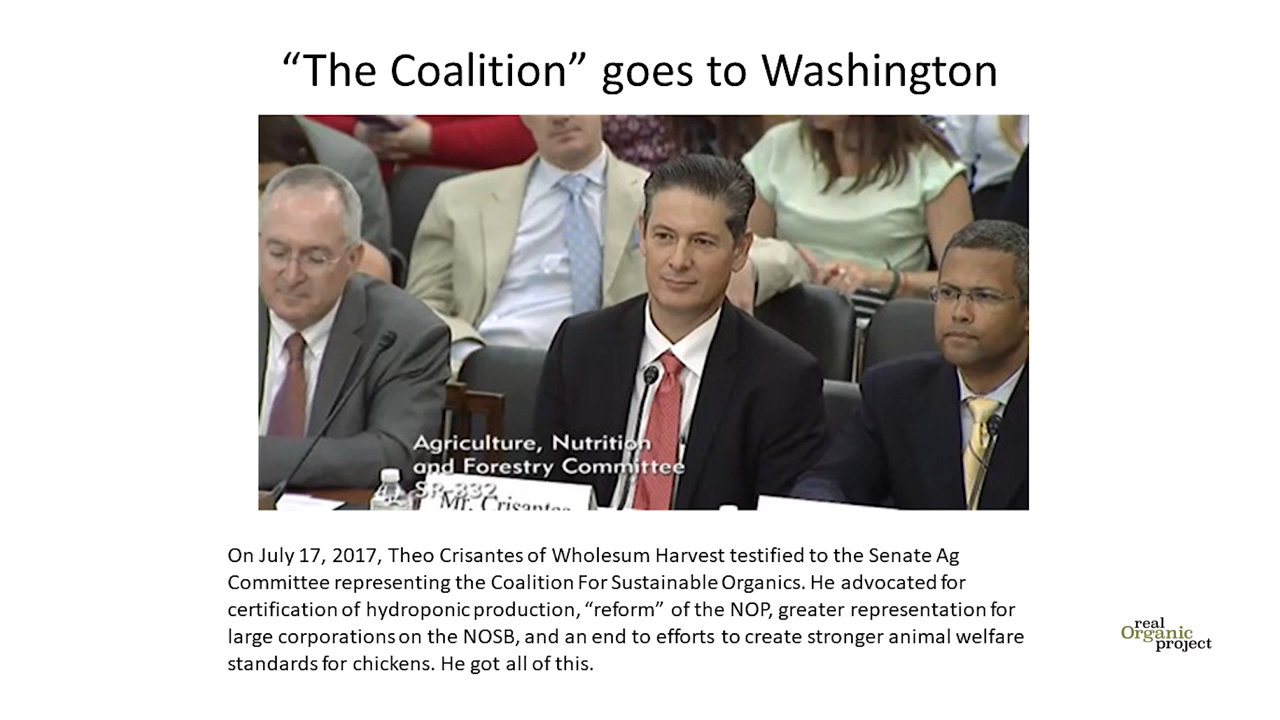 “The Coalition” goes to Washington
Agriculture, Nutrition
and Forestry Committee
SR-332
Mr. Crisantes
On July 17, 2017, Theo Crisantes of Wholesum Harvest testified to the Senate Ag
Committee representing the Coalition For Sustainable Organics. He advocated for
certification of hydroponic production, “reform” of the NOP, greater representation for
large corporations on the NOSB, and an end to efforts to create stronger animal welfare
standards for chickens. He got all of this.
real
Organic
project